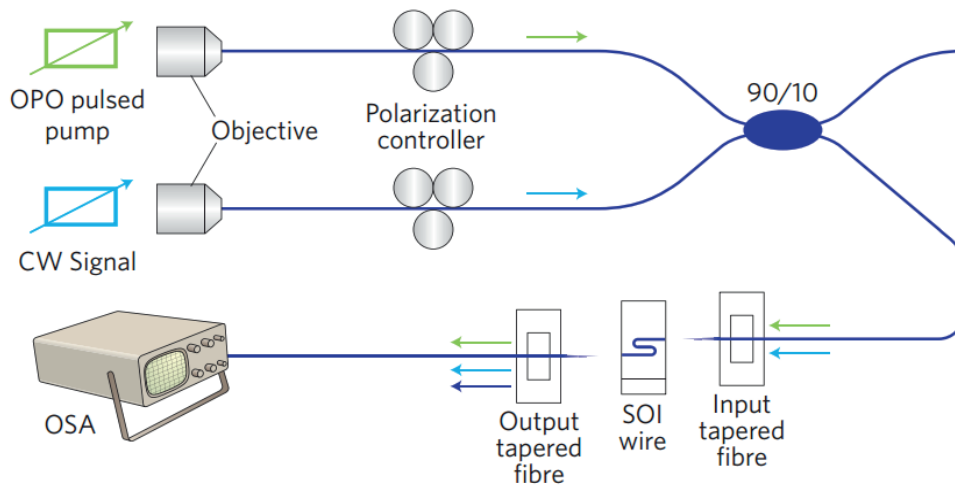 OPO pulsed
pump
Objective
Polarization
controller
90/10
CW Signal
OSA
Output
tapered
fibre
SOI
wire
Input
tapered
fibre